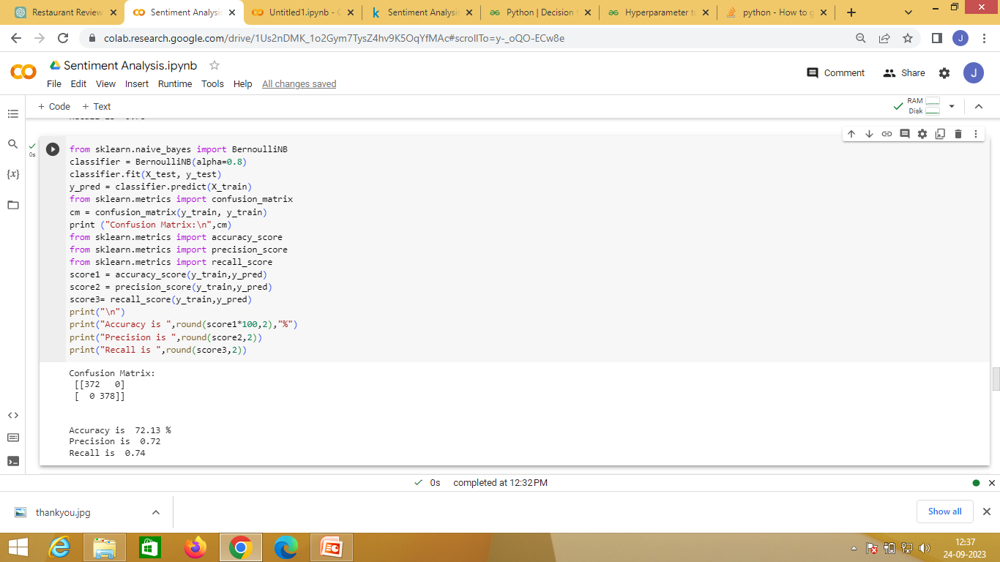 Restaurant Review
Sentiment Analysis
Untitled1.ipynb - C
Sentiment Analysis
Python | Decision t
Hyperparameter tu
python - How to g
colab.research.google.com/drive/1Us2nDMK_1o2Gym7TysZ4hv9K5OqYfMAc#scrollTo=y-_oQO-ECw8e
J
Sentiment Analysis.ipynb
Comment
Share
J
File Edit View Insert Runtime Tools Help All changes saved
+ Code + Text
RAM
Disk
{x}
0s
from sklearn.naive_bayes import BernoulliNB
classifier = BernoulliNB(alpha=0.8)
classifier.fit(X_test, y_test)
y_pred = classifier.predict(X_train)
from sklearn.metrics import confusion_matrix
cm = confusion_matrix(y_train, y_train)
print ("Confusion Matrix:\n",cm)
from sklearn.metrics import accuracy_score
from sklearn.metrics import precision_score
from sklearn.metrics import recall_score
score1 = accuracy_score(y_train,y_pred)
score2 = precision_score(y_train,y_pred)
score3= recall_score(y_train,y_pred)
print("\n")
print("Accuracy is ",round(score1*100,2),"%")
print("Precision is ",round(score2,2))
print("Recall is ",round(score3,2))
Confusion Matrix:
[[372 0]
[ 0 378]]
Accuracy is 72.13 %
Precision is 0.72
Recall is 0.74
0s completed at 12:32 PM
thankyou.jpg
Show all
12:37
24-09-2023